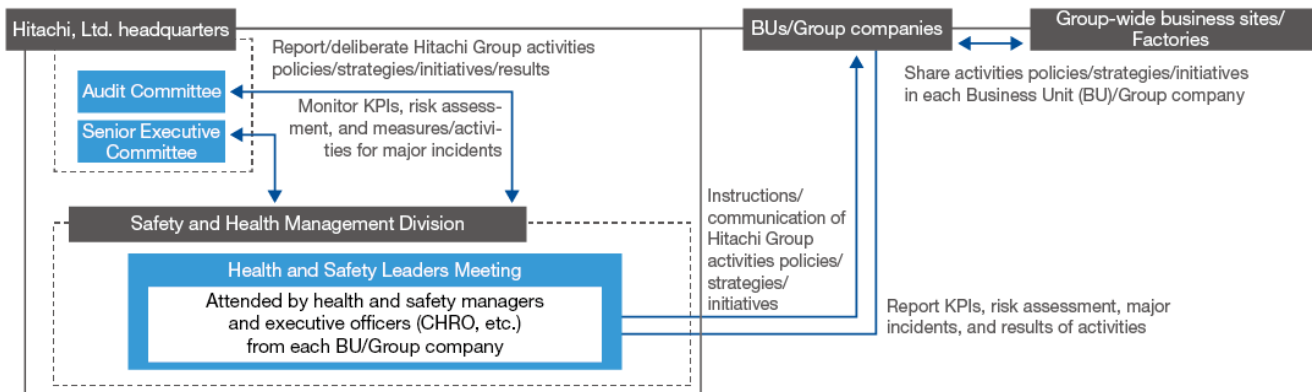 Hitachi, Ltd. headquarters
Report/deliberate Hitachi Group activities
policies/strategies/initiatives/results
Audit Committee
Monitor KPIs, risk assess-
ment, and measures/activi-
ties for major incidents
Senior Executive
Committee
Safety and Health Management Division
Health and Safety Leaders Meeting
Attended by health and safety managers
and executive officers (CHRO, etc.)
from each BU/Group company
BUs/Group companies
Group-wide business sites/
Factories
Share activities policies/strategies/initiatives
in each Business Unit (BU)/Group company
Instructions/
communication of
Hitachi Group
activities policies/
strategies/
initiatives
Report KPIs, risk assessment, major
incidents, and results of activities